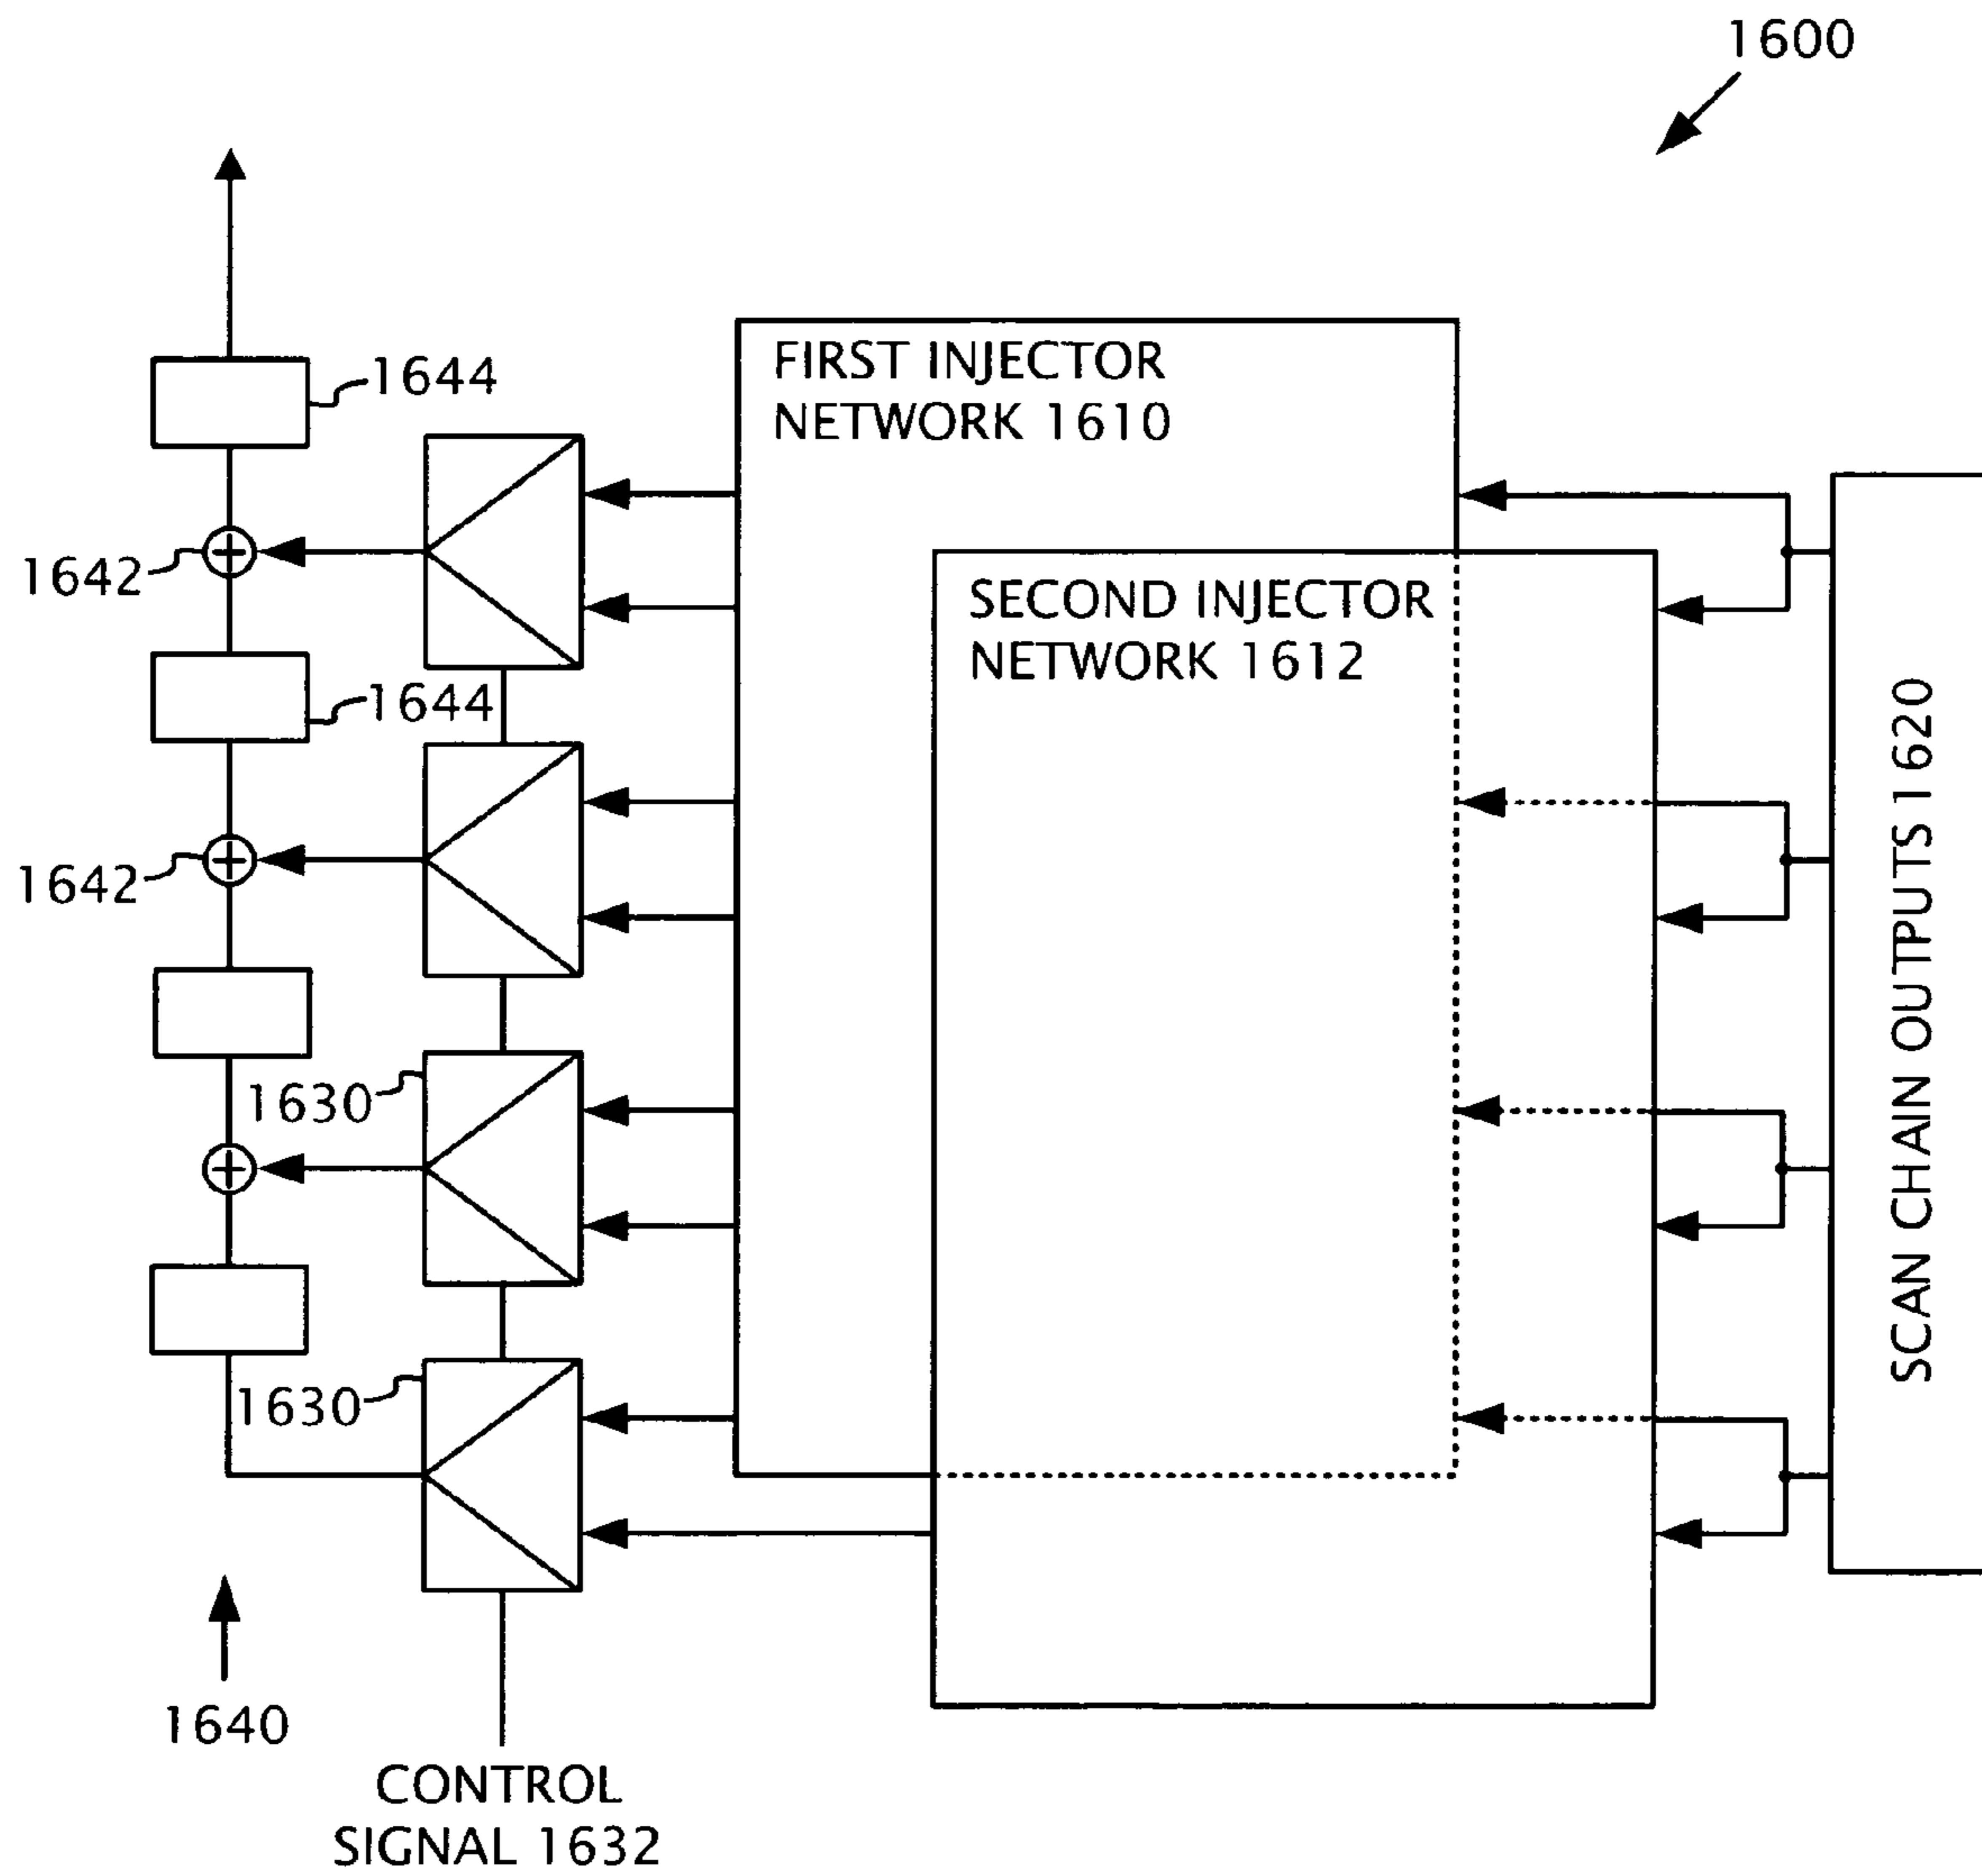 1600
1644
FIRST INJECTOR
NETWORK 1610
1642
SECOND INJECTOR
NETWORK 1612
1644
SCAN CHAIN OUTPUTS 1620
1642
1630
1630
1640
CONTROL
SIGNAL 1632